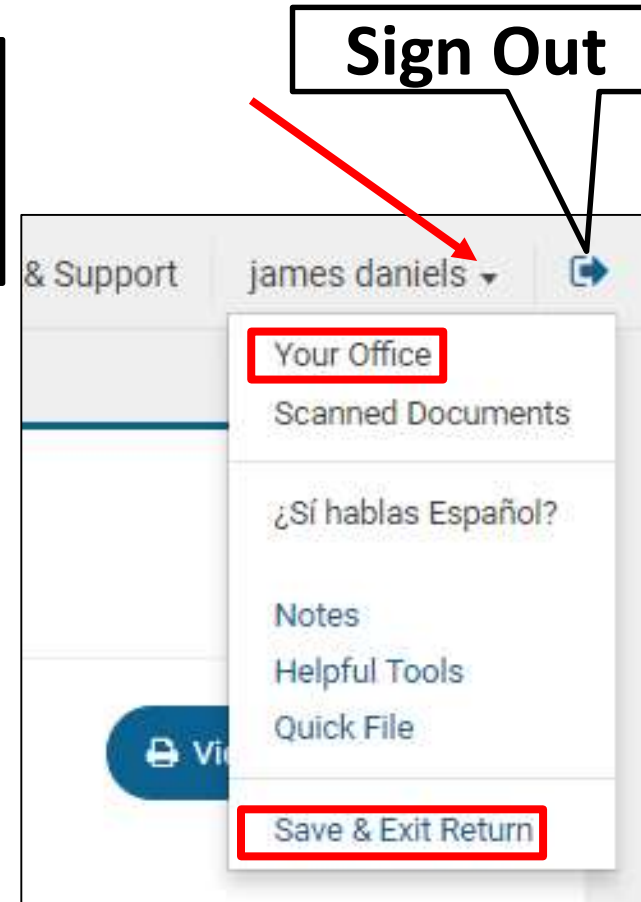 Sign Out
& Support james daniels
Your Office
Scanned Documents
¿Sí hablas Español?
Notes
Helpful Tools
Quick File
Save & Exit Return